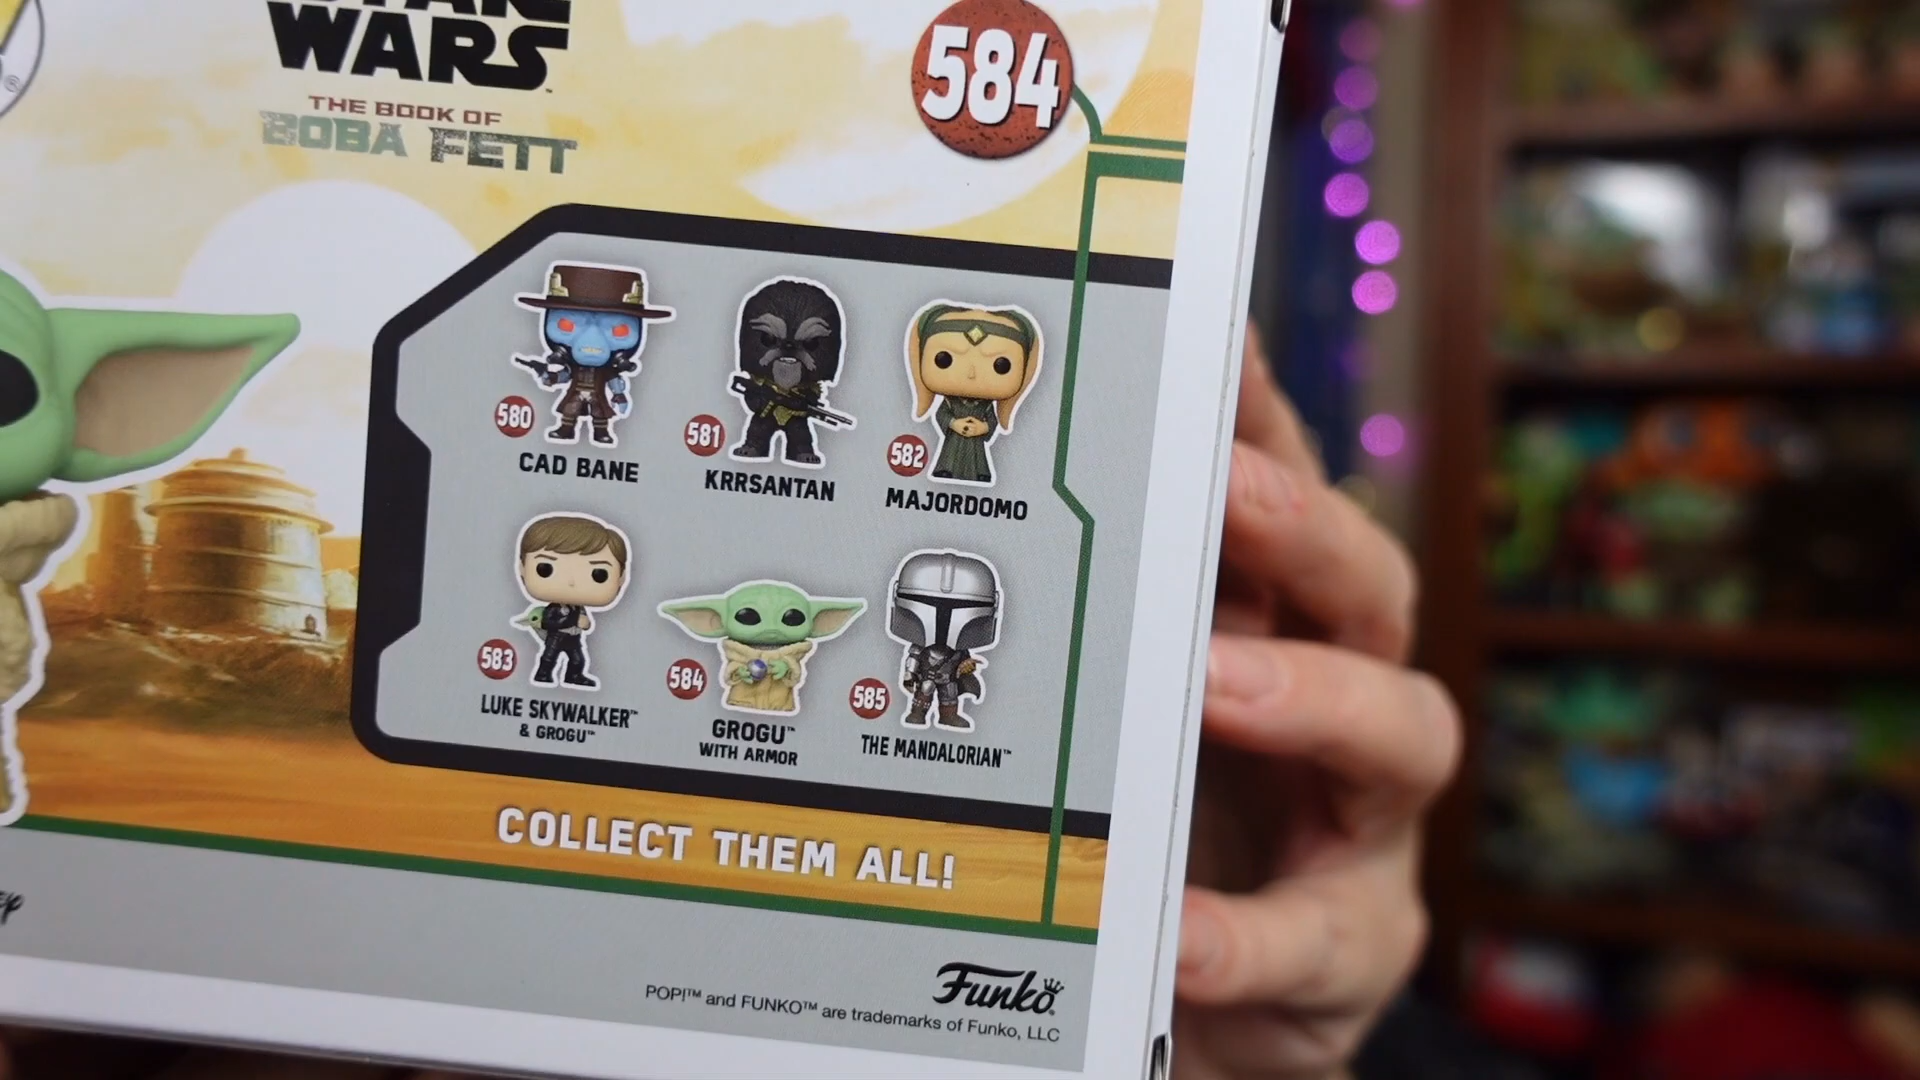 STAR
WARS
THE BOOK OF
BOBA FETT
584
580
CAD BANE
581
KRRSANTAN
582
MAJORDOMO
583
LUKE SKYWALKER™
& GROGU™
584
GROGU™
WITH ARMOR
585
THE MANDALORIAN™
COLLECT THEM ALL!
Funko®
POP!™ and FUNKO™ are trademarks of Funko, LLC